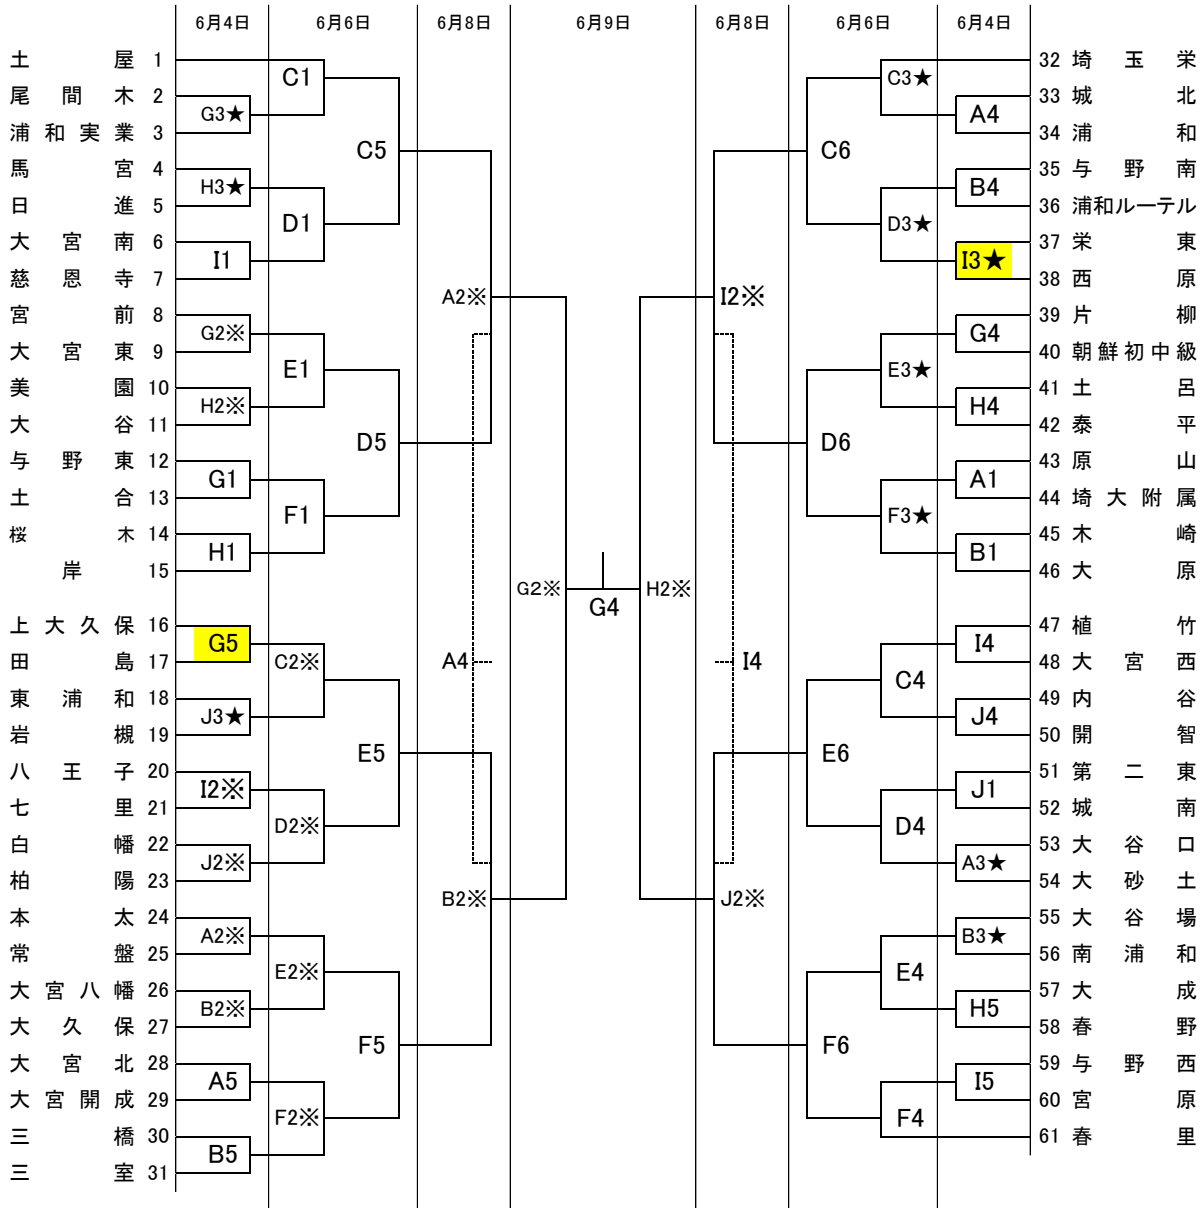 6月4日 6月6日 6月8日 6月9日 6月8日 6月6日 6月4日
土屋 1
尾間木 2
浦和実業 3
馬宮 4
日進 5
大宮南 6
慈恩寺 7
宮前 8
大宮東 9
美園 10
大谷 11
与野東 12
土合 13
桜木 14
岸 15
上大久保 16
田島 17
東浦和 18
岩槻 19
八王子 20
七里 21
白幡 22
柏陽 23
本太 24
常盤 25
大宮八幡 26
大久保 27
大宮北 28
大宮開成 29
三橋 30
三室 31
G3★
H3★
I1
G2※
H2※
G1
H1
G5
J3★
I2※
J2※
A2※
B2※
A5
B5
C1
D1
E1
F1
C2※
D2※
E2※
F2※
C5
D5
E5
F5
A2※
A4
B2※
G2※
G4
H2※
I2※
I4
J2※
C6
D6
E6
F6
C3★
D3★
E3★
F3★
C4
D4
E4
F4
A4
B4
I3★
G4
H4
A1
B1
I4
J4
J1
A3★
B3★
H5
I5
32 埼玉栄
33 城北
34 浦和
35 与野南
36 浦和ルーテル
37 栄東
38 西原
39 片柳
40 朝鮮初中級
41 土呂
42 泰平
43 原山
44 埼大附属
45 木崎
46 大原
47 植竹
48 大宮西
49 内谷
50 開智
51 第二東
52 城南
53 大谷口
54 大砂土
55 大谷場
56 南浦和
57 大成
58 春野
59 与野西
60 宮原
61 春里